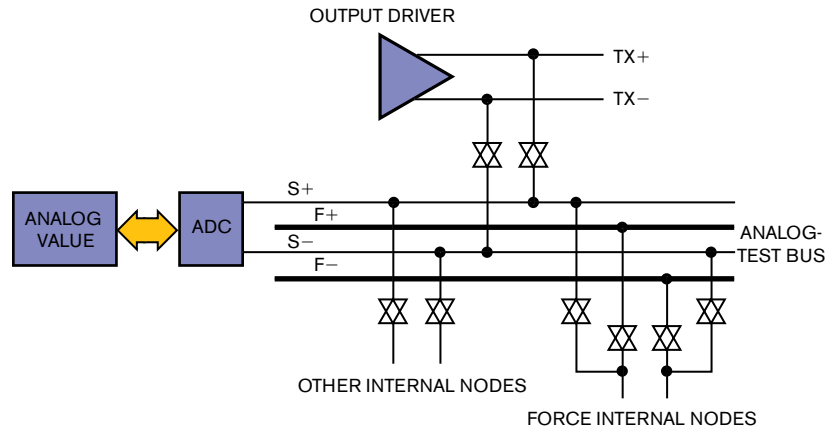 OUTPUT DRIVER
TX+
TX−
S+
F+
S−
F−
ANALOG
VALUE
ADC
ANALOG-
TEST BUS
OTHER INTERNAL NODES
FORCE INTERNAL NODES